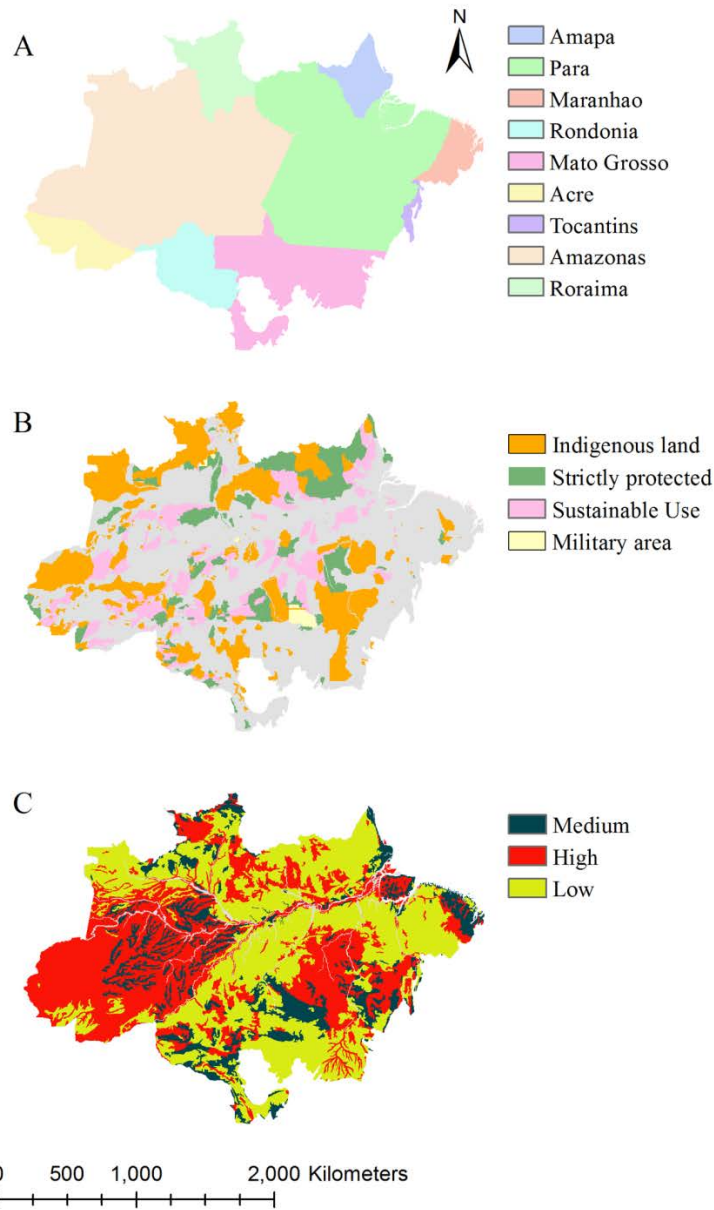 A
N
Amapa
Para
Maranhao
Rondonia
Mato Grosso
Acre
Tocantins
Amazonas
Roraima
B
Indigenous land
Strictly protected
Sustainable Use
Military area
C
Medium
High
Low
0 500 1,000 2,000 Kilometers